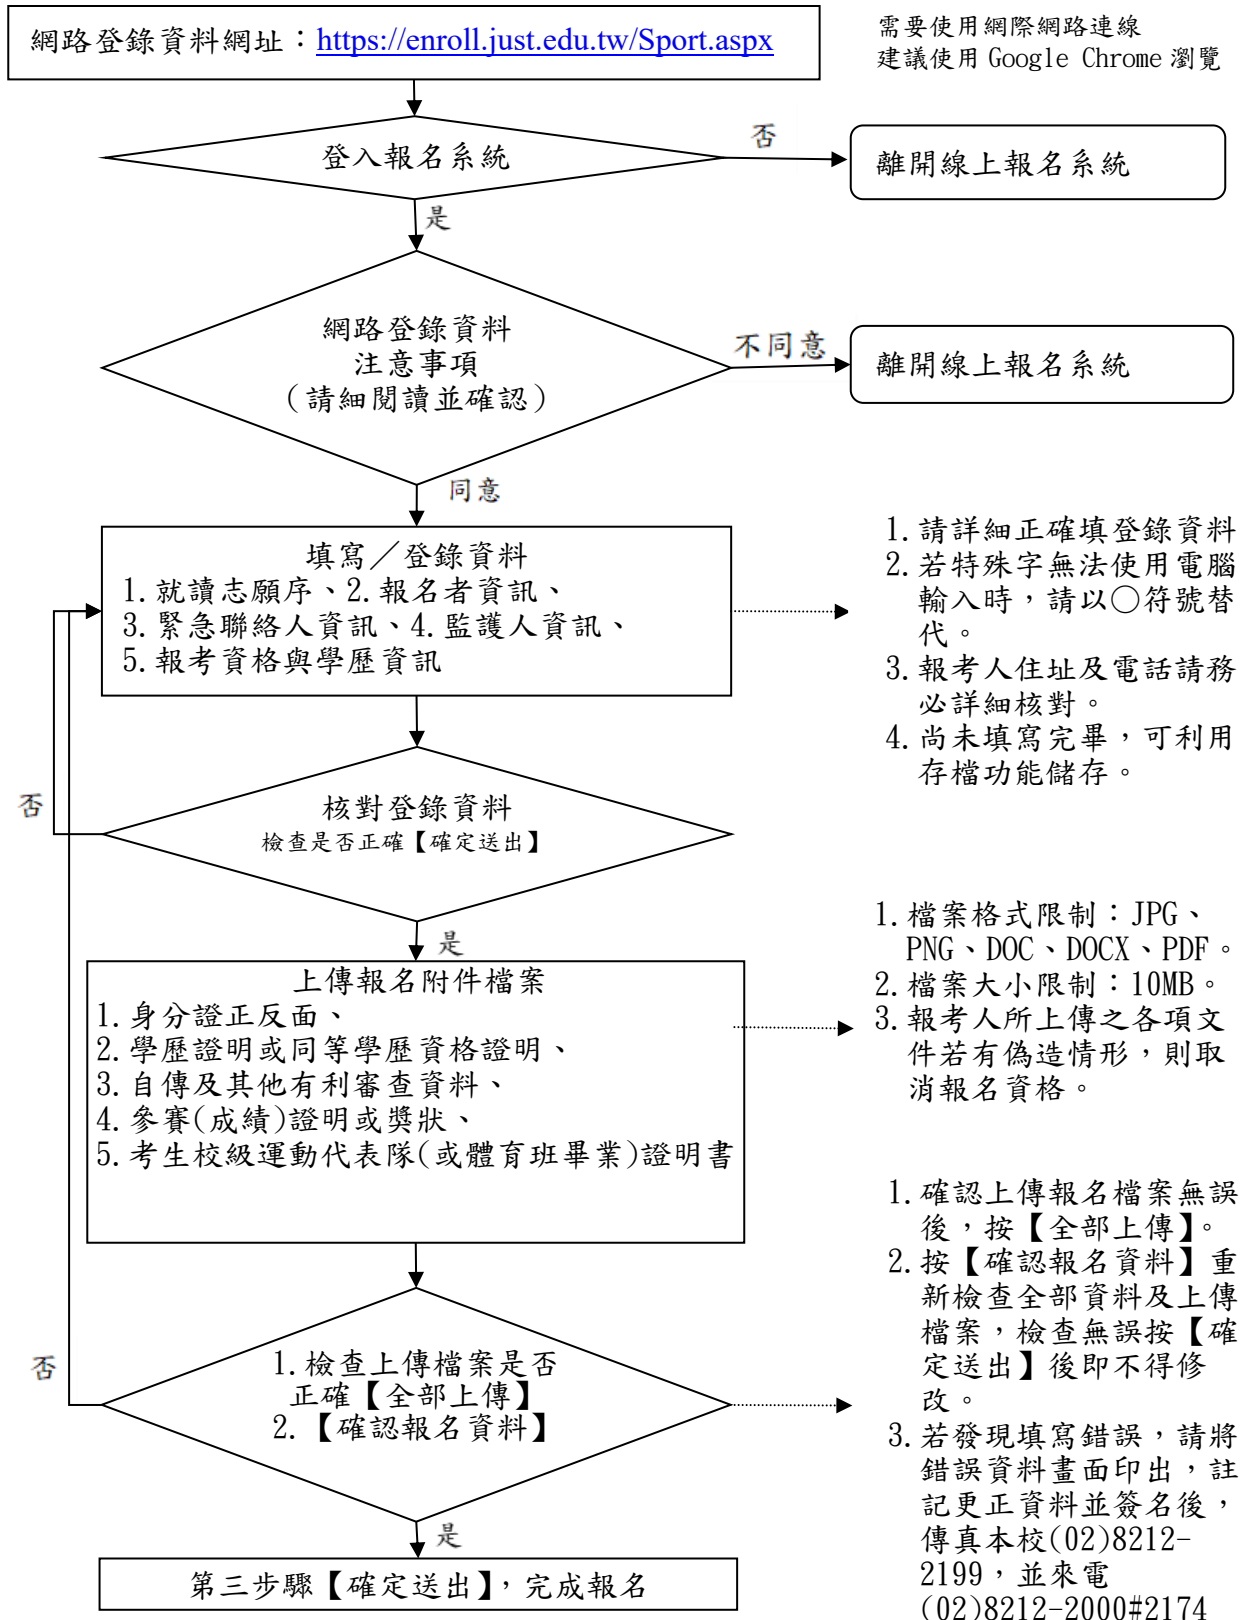 網路登錄資料網址：https://enroll.just.edu.tw/Sport.aspx
需要使用網際網路連線
建議使用 Google Chrome 瀏覽
登入報名系統
否
離開線上報名系統
是
網路登錄資料
注意事項
（請細閱讀並確認）
不同意
離開線上報名系統
同意
填寫／登錄資料
1.就讀志願序、2.報名者資訊、
3.緊急聯絡人資訊、4.監護人資訊、
5.報考資格與學歷資訊
1.請詳細正確填登錄資料
2.若特殊字無法使用電腦
輸入時，請以○符號替
代。
3.報考人住址及電話請務
必詳細核對。
4.尚未填寫完畢，可利用
存檔功能儲存。
否
核對登錄資料
檢查是否正確【確定送出】
是
上傳報名附件檔案
1.身分證正反面、
2.學歷證明或同等學歷資格證明、
3.自傳及其他有利審查資料、
4.參賽(成績)證明或獎狀、
5.考生校級運動代表隊(或體育班畢業)證明書
1.檔案格式限制：JPG、
PNG、DOC、DOCX、PDF。
2.檔案大小限制：10MB。
3.報考人所上傳之各項文
件若有偽造情形，則取
消報名資格。
否
1.檢查上傳檔案是否
正確【全部上傳】
2.【確認報名資料】
1.確認上傳報名檔案無誤
後，按【全部上傳】。
2.按【確認報名資料】重
新檢查全部資料及上傳
檔案，檢查無誤按【確
定送出】後即不得修
改。
3.若發現填寫錯誤，請將
錯誤資料畫面印出，註
記更正資料並簽名後，
傳真本校(02)8212-
2199，並來電
(02)8212-2000#2174
是
第三步驟【確定送出】，完成報名